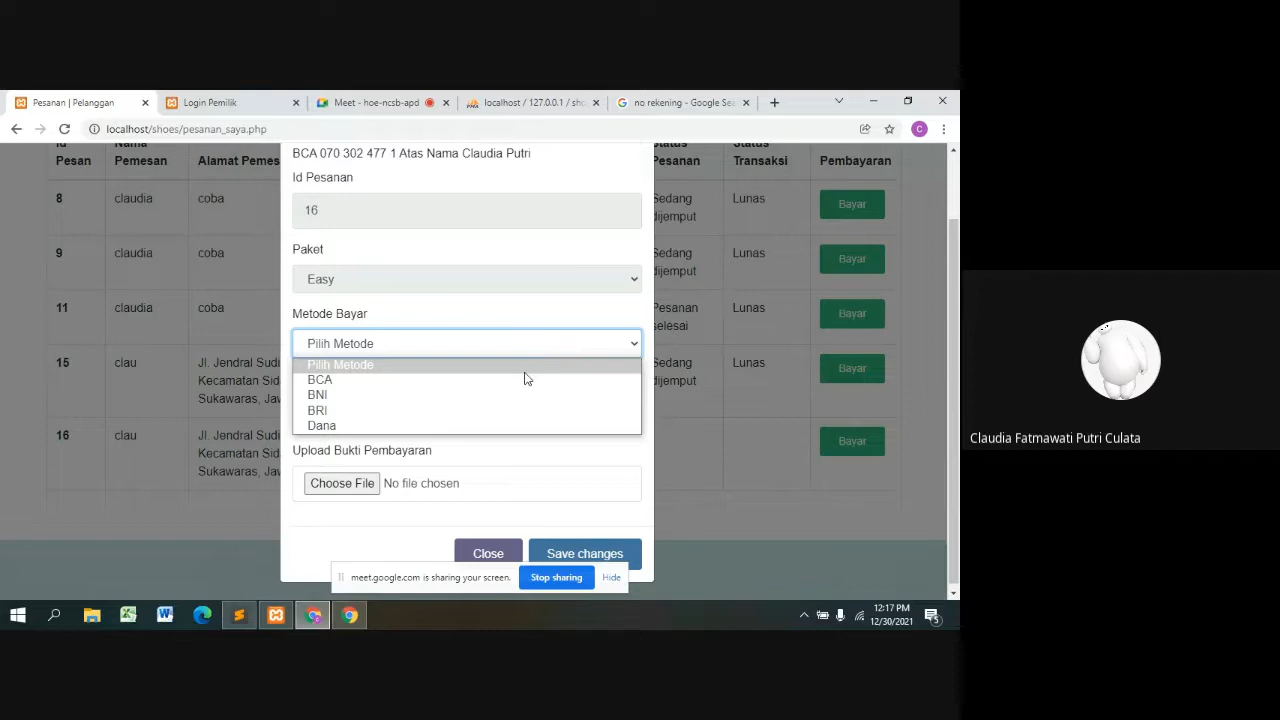 Pesanan | Pelanggan
Login Pemilik
Meet - hoe-ncsb-apd
localhost / 127.0.0.1 / sho
no rekening - Google Sea
localhost/shoes/pesanan_saya.php
C
Id Pesan
Nama Pemesan
Alamat Pemes
Status Pesanan
Status Transaksi
Pembayaran
8
claudia
coba
Sedang dijemput
Lunas
Bayar
9
claudia
coba
Sedang dijemput
Lunas
Bayar
11
claudia
coba
Pesanan selesai
Lunas
Bayar
15
clau
Jl. Jendral Sudi
Kecamatan Sid
Sukawaras, Jaw
Sedang dijemput
Lunas
Bayar
16
clau
Jl. Jendral Sudi
Kecamatan Sid
Sukawaras, Jaw
Bayar
BCA 070 302 477 1 Atas Nama Claudia Putri
Id Pesanan
16
Paket
Easy
Metode Bayar
Pilih Metode
Pilih Metode
BCA
BNI
BRI
Dana
Upload Bukti Pembayaran
Choose File No file chosen
Close
Save changes
meet.google.com is sharing your screen.
Stop sharing
Hide
12:17 PM
12/30/2021
5
Claudia Fatmawati Putri Culata